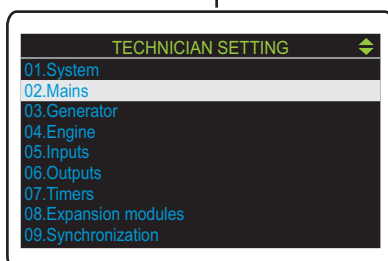 TECHNICIAN SETTING
01.System
02.Mains
03.Generator
04.Engine
05.Inputs
06.Outputs
07.Timers
08.Expansion modules
09.Synchronization